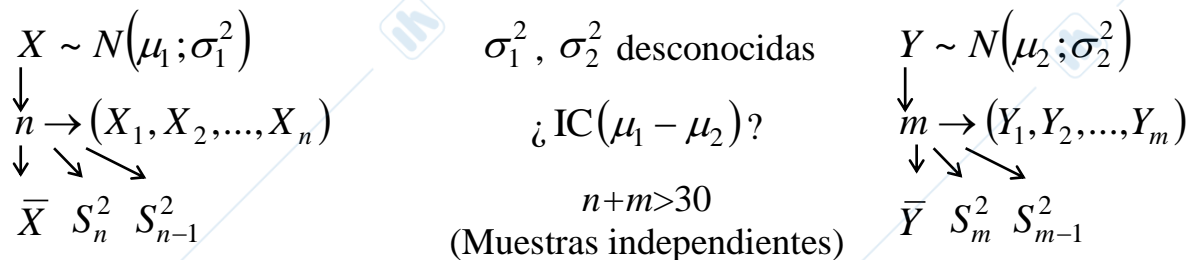 X ~ N(μ₁;σ₁²)
σ₁², σ₂² desconocidas
Y ~ N(μ₂;σ₂²)
n → (X₁, X₂,..., Xₙ)
¿ IC(μ₁ − μ₂)?
m → (Y₁, Y₂,..., Yₘ)
n+m>30
X̅ Sₙ² Sₙ₋₁²
(Muestras independientes)
Y̅ Sₘ² Sₘ₋₁²